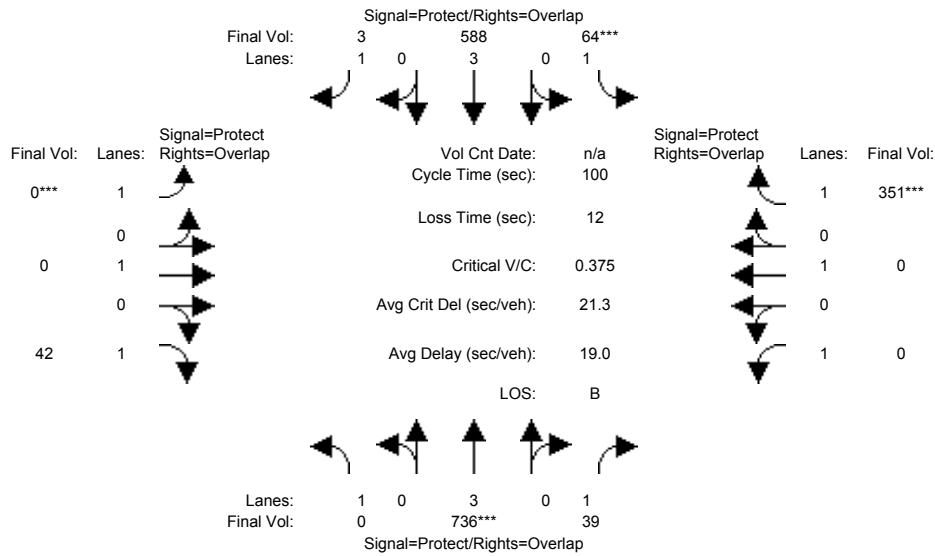 Signal=Protect/Rights=Overlap
Final Vol: 3 588 64***
Lanes: 1 0 3 0 1
Signal=Protect
Final Vol: Lanes: Rights=Overlap
Vol Cnt Date: n/a
Signal=Protect
Rights=Overlap Lanes: Final Vol:
Cycle Time (sec): 100
0*** 1
1 351***
Loss Time (sec): 12
0
0
0 1
Critical V/C: 0.375
1 0
0
Avg Crit Del (sec/veh): 21.3
0
42 1
Avg Delay (sec/veh): 19.0
1 0
LOS: B
Lanes: 1 0 3 0 1
Final Vol: 0 736*** 39
Signal=Protect/Rights=Overlap